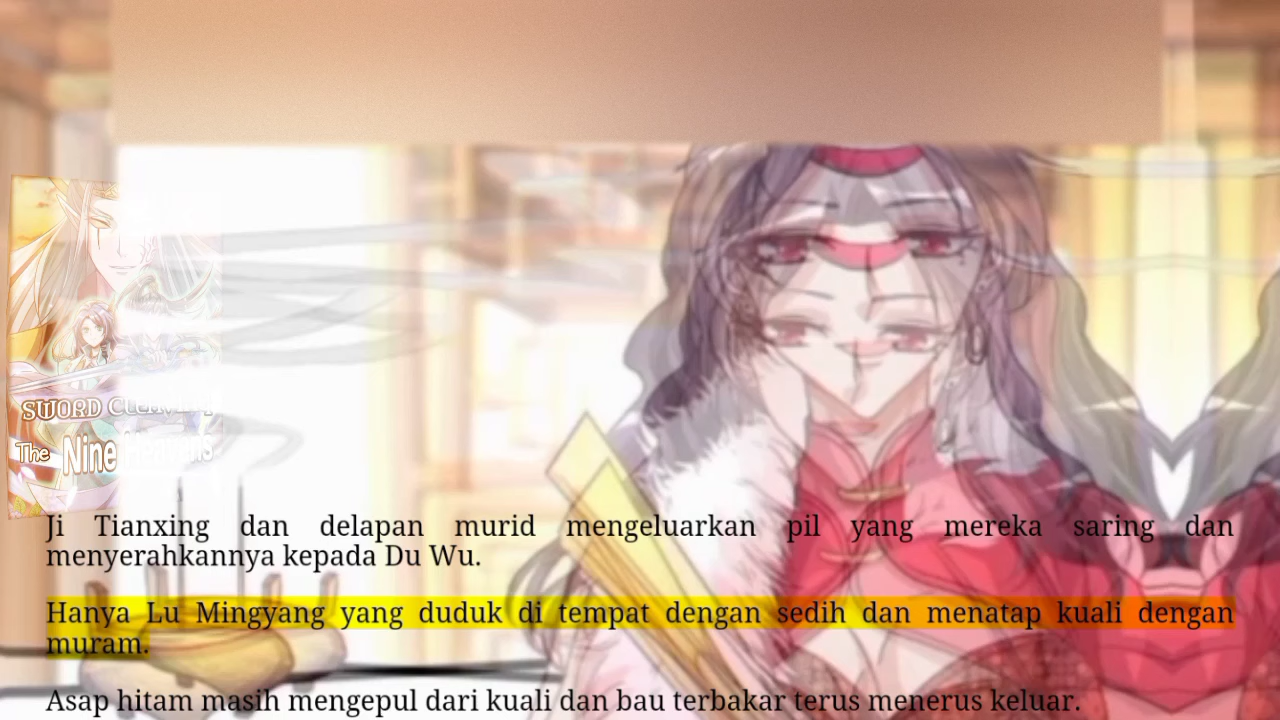 SWORD
The Nine Heavens
Ji Tianxing dan delapan murid mengeluarkan pil yang mereka saring dan
menyerahkannya kepada Du Wu.
Hanya Lu Mingyang yang duduk di tempat dengan sedih dan menatap kuali dengan
muram.
Asap hitam masih mengepul dari kuali dan bau terbakar terus menerus keluar.